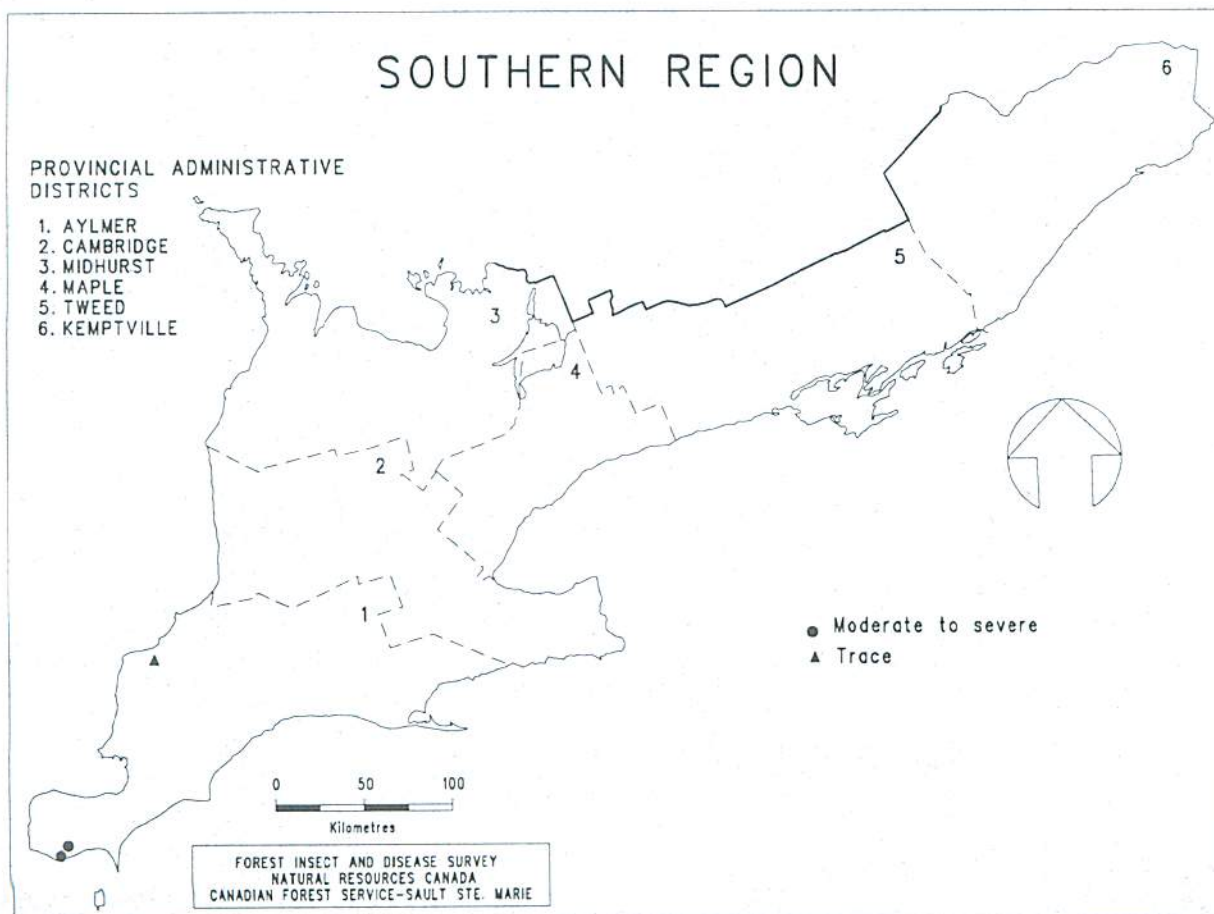 SOUTHERN REGION
PROVINCIAL ADMINISTRATIVE
DISTRICTS
1. AYLMER
2. CAMBRIDGE
3. MIDHURST
4. MAPLE
5. TWEED
6. KEMPTVILLE
6
5
3
4
2
1
Moderate to severe
Trace
0 50 100
Kilometres
FOREST INSECT AND DISEASE SURVEY
NATURAL RESOURCES CANADA
CANADIAN FOREST SERVICE-SAULT STE. MARIE